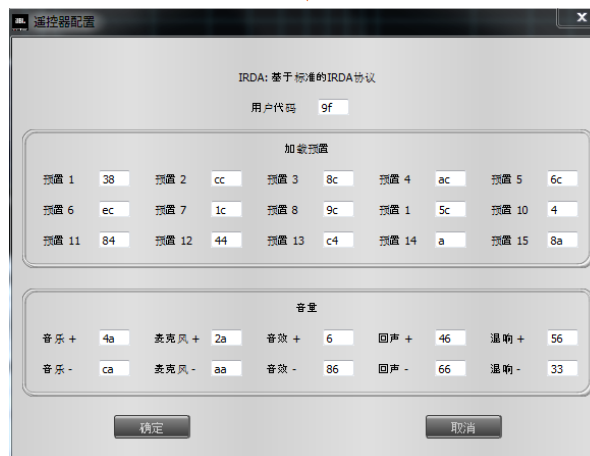 JBL 遥控器配置 x
IRDA: 基于标准的IRDA协议
用户代码 9f
加载预置
预置 1 38 预置 2 cc 预置 3 8c 预置 4 ac 预置 5 6c
预置 6 ec 预置 7 1c 预置 8 9c 预置 1 5c 预置 10 4
预置 11 84 预置 12 44 预置 13 c4 预置 14 a 预置 15 8a
音量
音乐 + 4a 麦克风 + 2a 音效 + 6 回声 + 46 混响 + 56
音乐 - ca 麦克风 - aa 音效 - 86 回声 - 66 混响 - 33
确定 取消